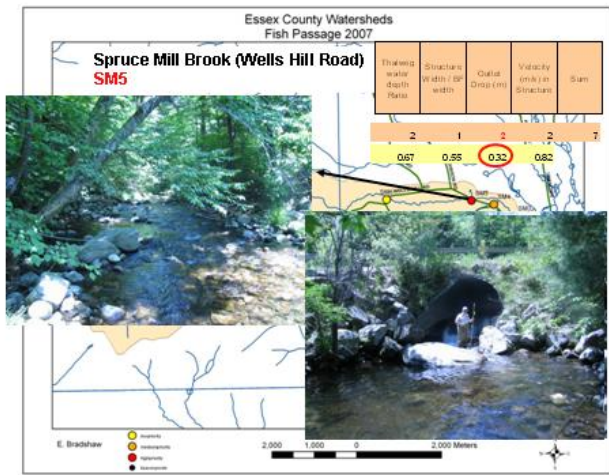 Essex County Watersheds
Fish Passage 2007
Spruce Mill Brook (Wells Hill Road)
SM5
Thalweg water depth Ratio
Structure Width / BF width
Outlet Drop (m)
Velocity (m/s) in Structure
Sum
2 1 2 2 7
0.67 0.55 0.32 0.82
E. Bradshaw
2,000 1,000 0 2,000 Meters